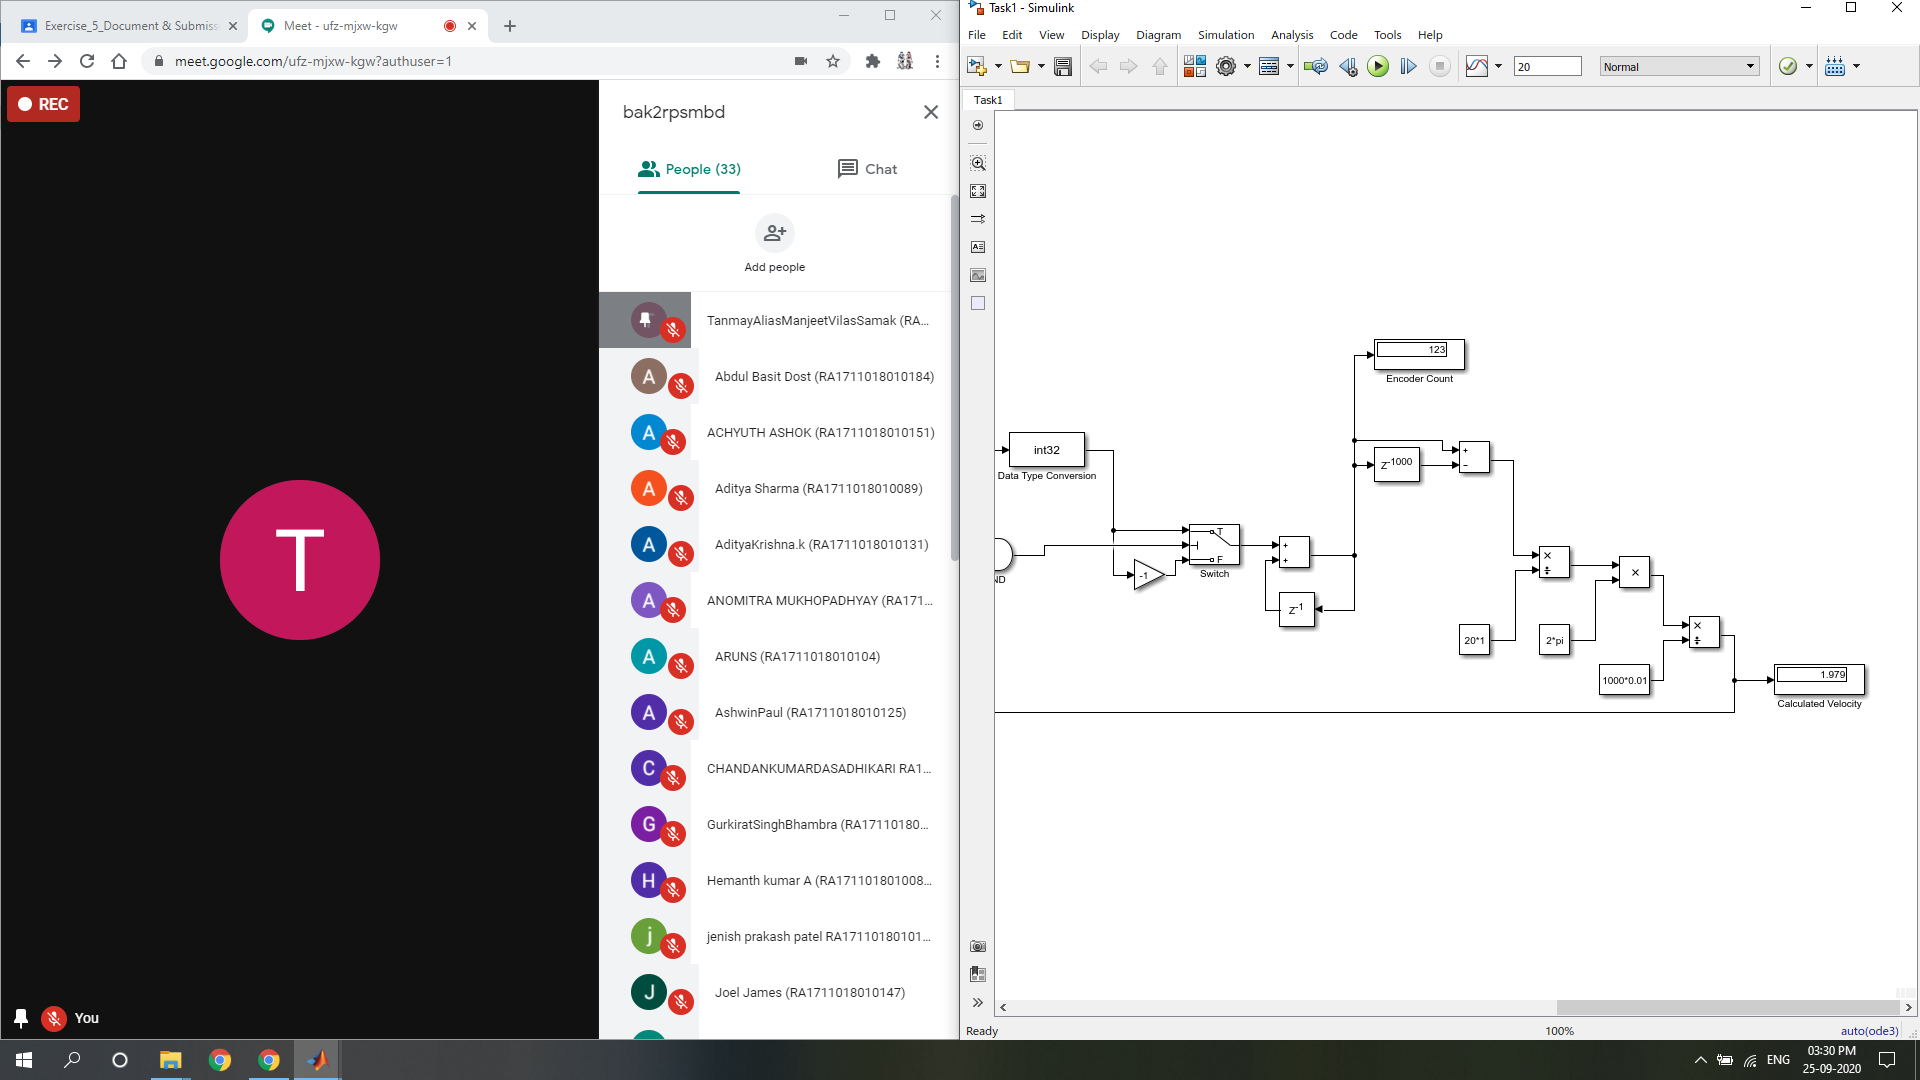 Exercise_5_Document & Submiss
Meet - ufz-mjxw-kgw
meet.google.com/ufz-mjxw-kgw?authuser=1
REC
T
You
bak2rpsmbd
People (33)
Chat
Add people
TanmayAliasManjeetVilasSamak (RA...
A
Abdul Basit Dost (RA1711018010184)
A
ACHYUTH ASHOK (RA1711018010151)
A
Aditya Sharma (RA1711018010089)
A
AdityaKrishna.k (RA1711018010131)
A
ANOMITRA MUKHOPADHYAY (RA171...
A
ARUNS (RA1711018010104)
A
AshwinPaul (RA1711018010125)
C
CHANDANKUMARDASADHIKARI RA1...
G
GurkiratSinghBhambra (RA17110180...
H
Hemanth kumar A (RA171101801008...
j
jenish prakash patel RA17110180101...
J
Joel James (RA1711018010147)
Task1 - Simulink
File Edit View Display Diagram Simulation Analysis Code Tools Help
20
Normal
Task1
123
Encoder Count
int32
Data Type Conversion
Z-1000
+
−
T
F
Switch
-1
ND
+
+
Z-1
×
÷
×
20*1
2*pi
×
÷
1000*0.01
1.979
Calculated Velocity
Ready
100%
auto(ode3)
ENG
03:30 PM
25-09-2020